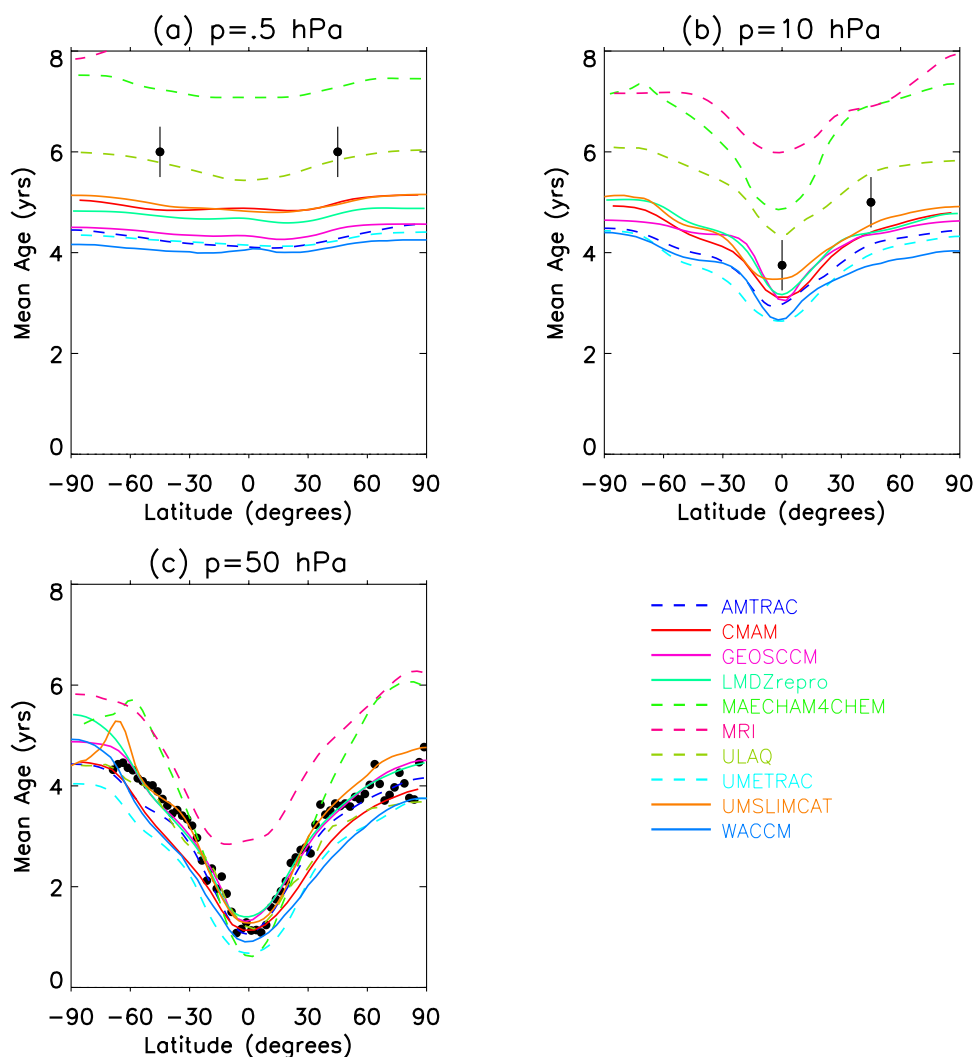 (a) p=.5 hPa
8
6
4
2
0
Mean Age (yrs)
-90 -60 -30 0 30 60 90
Latitude (degrees)
(b) p=10 hPa
8
6
4
2
0
Mean Age (yrs)
-90 -60 -30 0 30 60 90
Latitude (degrees)
(c) p=50 hPa
8
6
4
2
0
Mean Age (yrs)
-90 -60 -30 0 30 60 90
Latitude (degrees)
AMTRAC
CMAM
GEOSCCM
LMDZrepro
MAECHAM4CHEM
MRI
ULAQ
UMETRAC
UMSLIMCAT
WACCM